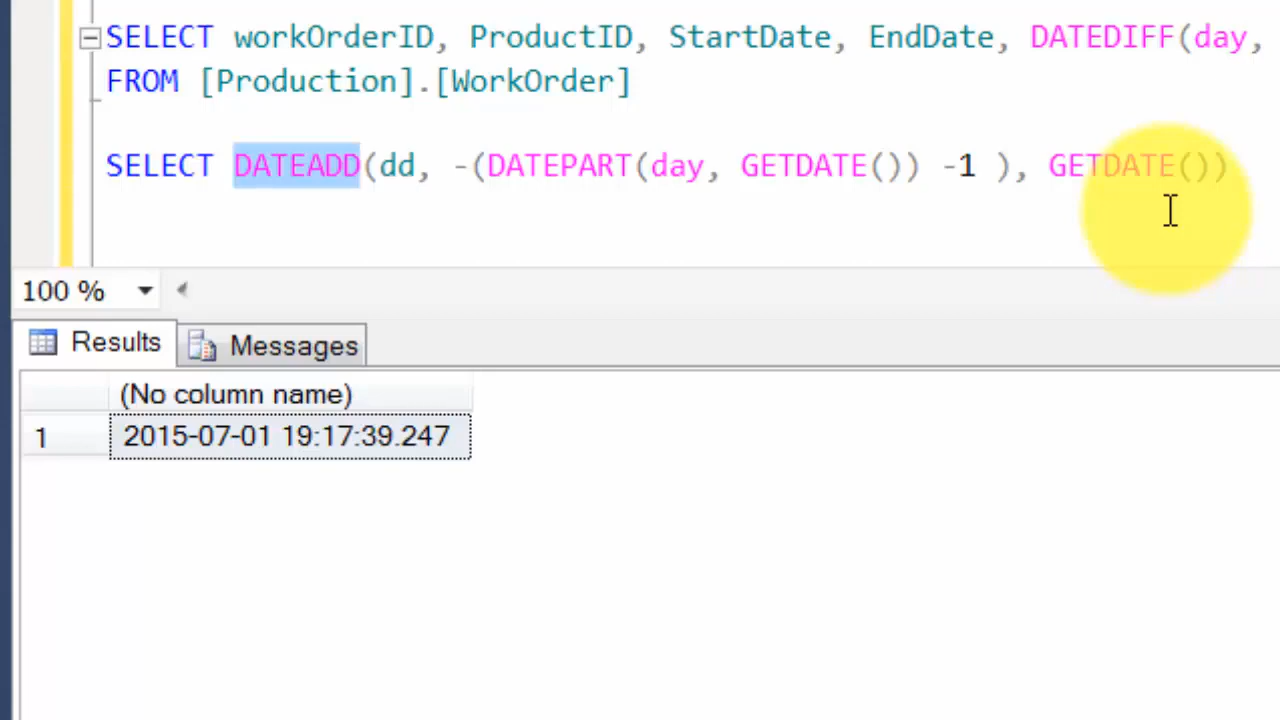 SELECT workOrderID, ProductID, StartDate, EndDate, DATEDIFF(day,
FROM [Production].[WorkOrder]
SELECT DATEADD(dd, -(DATEPART(day, GETDATE()) -1 ), GETDATE())
100 %
Results Messages
(No column name)
1 2015-07-01 19:17:39.247